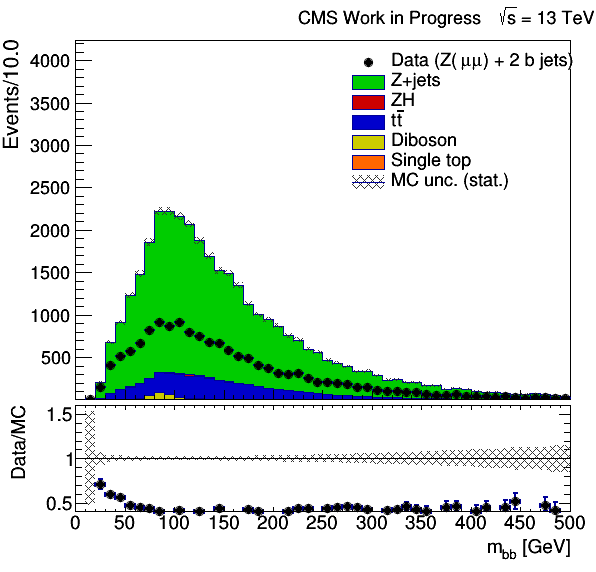 CMS Work in Progress √s = 13 TeV
Events/10.0
4000
3500
3000
2500
2000
1500
1000
500
Data (Z(μμ) + 2 b jets)
Z+jets
ZH
tt̅
Diboson
Single top
MC unc. (stat.)
Data/MC
1.5
1
0.5
0 50 100 150 200 250 300 350 400 450 500
m_bb [GeV]